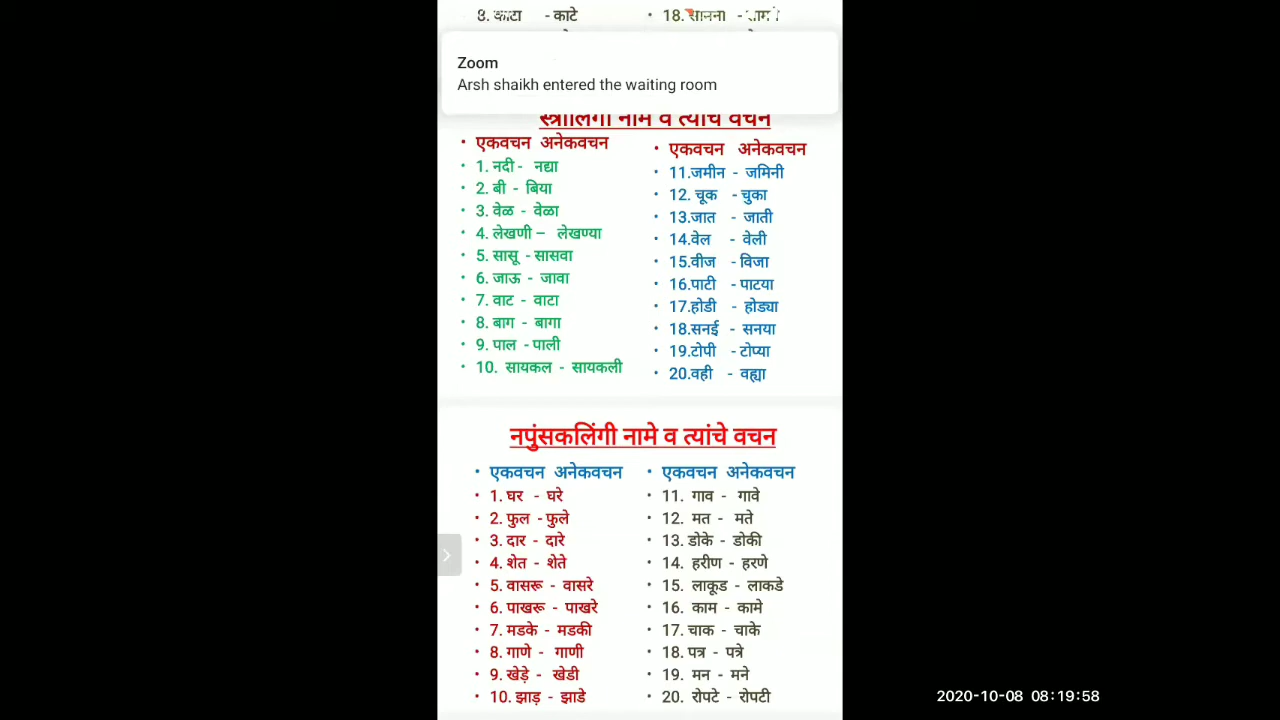 8. काटा - काटे
18. सामना -
Zoom
Arsh shaikh entered the waiting room
स्त्रीलिंगी नामे व त्यांचे वचन
• एकवचन अनेकवचन
• 1. नदी - नद्या
• 2. बी - बिया
• 3. वेळ - वेळा
• 4. लेखणी – लेखण्या
• 5. सासू - सासवा
• 6. जाऊ - जावा
• 7. वाट - वाटा
• 8. बाग - बागा
• 9. पाल - पाली
• 10. सायकल - सायकली
• एकवचन अनेकवचन
• 11.जमीन - जमिनी
• 12. चूक - चुका
• 13.जात - जाती
• 14.वेल - वेली
• 15.वीज - विजा
• 16.पाटी - पाटया
• 17.होडी - होड्या
• 18.सनई - सनया
• 19.टोपी - टोप्या
• 20.वही - वह्या
नपुंसकलिंगी नामे व त्यांचे वचन
• एकवचन अनेकवचन
• 1. घर - घरे
• 2. फुल - फुले
• 3. दार - दारे
• 4. शेत - शेते
• 5. वासरू - वासरे
• 6. पाखरू - पाखरे
• 7. मडके - मडकी
• 8. गाणे - गाणी
• 9. खेड़े - खेडी
• 10. झाड़ - झाडे
• एकवचन अनेकवचन
• 11. गाव - गावे
• 12. मत - मते
• 13. डोके - डोकी
• 14. हरीण - हरणे
• 15. लाकूड - लाकडे
• 16. काम - कामे
• 17. चाक - चाके
• 18. पत्र - पत्रे
• 19. मन - मने
• 20. रोपटे - रोपटी
2020-10-08 08:19:58